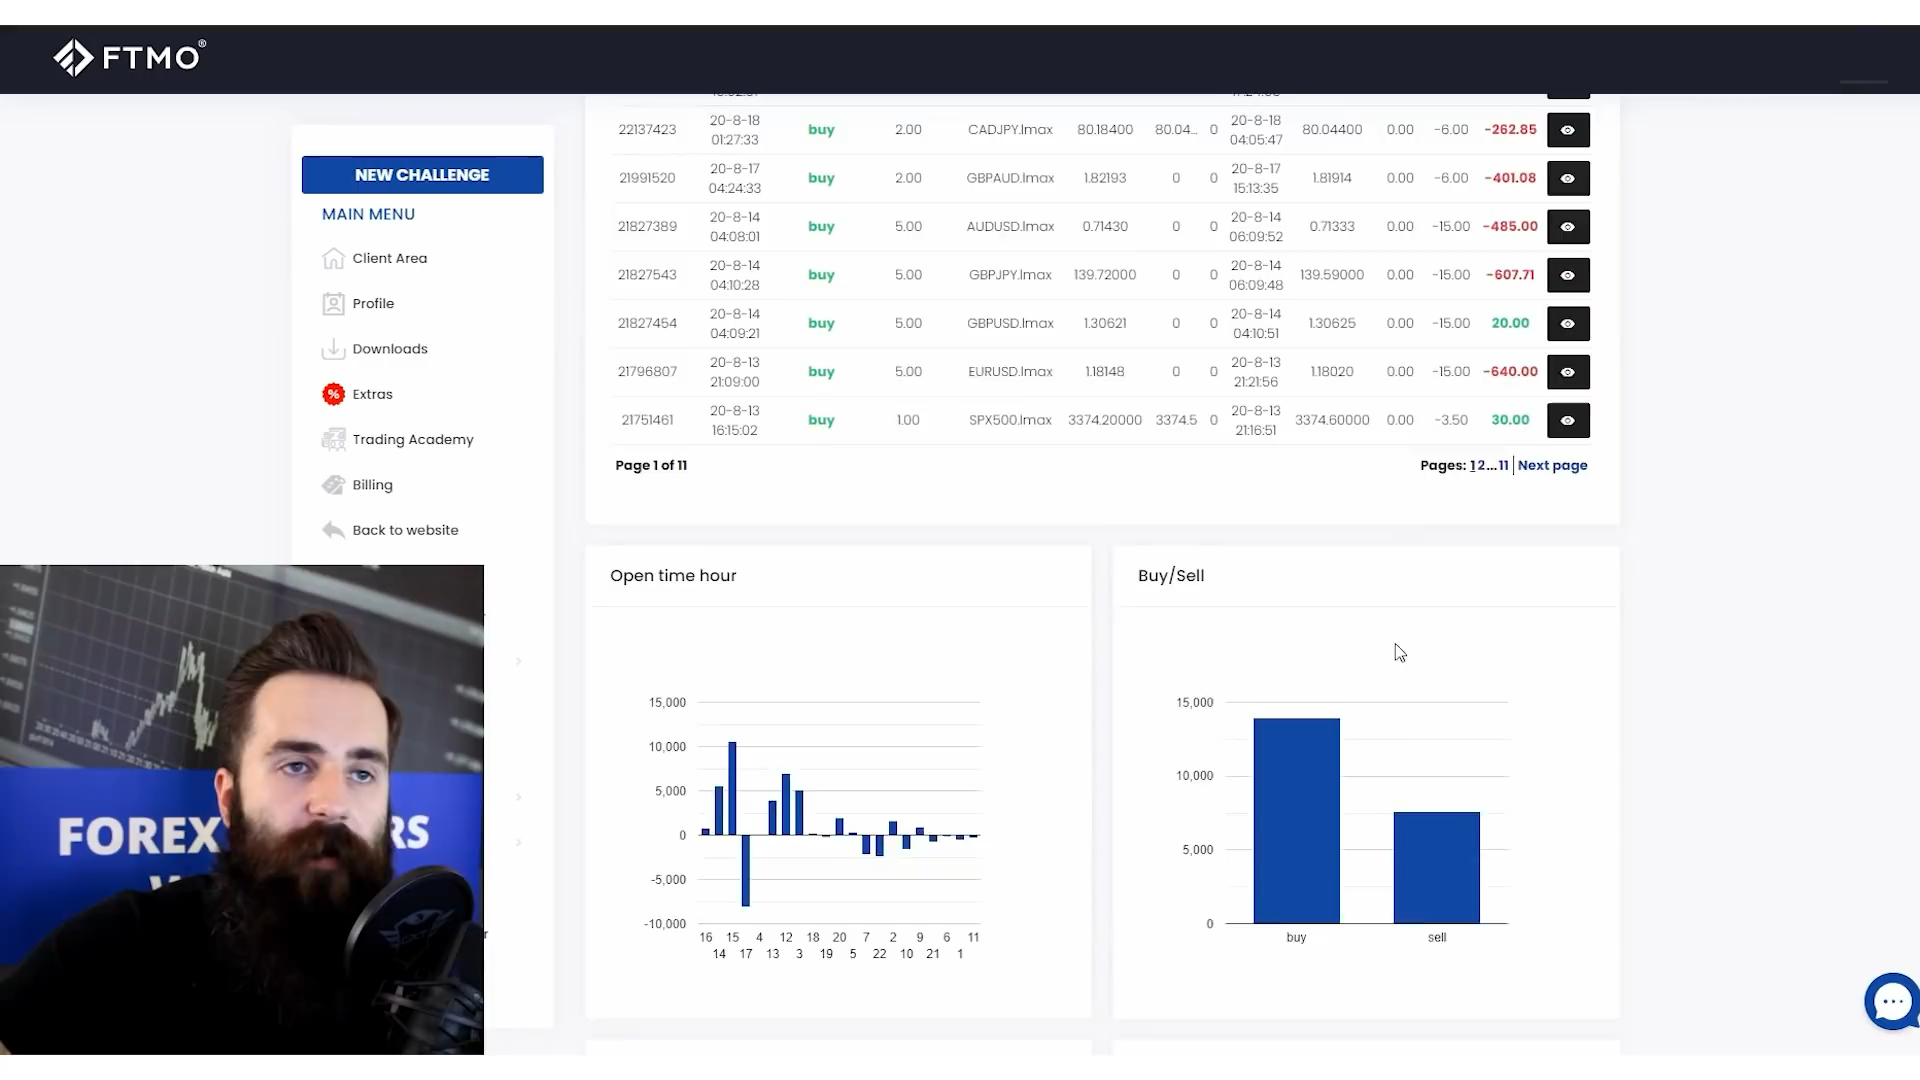 FTMO®
22137423 20-8-18 01:27:33 buy 2.00 CADJPY.lmax 80.18400 80.04... 0 20-8-18 04:05:47 80.04400 0.00 -6.00 -262.85
NEW CHALLENGE
21991520 20-8-17 04:24:33 buy 2.00 GBPAUD.lmax 1.82193 0 0 20-8-17 15:13:35 1.81914 0.00 -6.00 -401.08
MAIN MENU
21827389 20-8-14 04:08:01 buy 5.00 AUDUSD.lmax 0.71430 0 0 20-8-14 06:09:52 0.71333 0.00 -15.00 -485.00
Client Area
21827543 20-8-14 04:10:28 buy 5.00 GBPJPY.lmax 139.72000 0 0 20-8-14 06:09:48 139.59000 0.00 -15.00 -607.71
Profile
21827454 20-8-14 04:09:21 buy 5.00 GBPUSD.lmax 1.30621 0 0 20-8-14 04:10:51 1.30625 0.00 -15.00 20.00
Downloads
21796807 20-8-13 21:09:00 buy 5.00 EURUSD.lmax 1.18148 0 0 20-8-13 21:21:56 1.18020 0.00 -15.00 -640.00
Extras
21751461 20-8-13 16:15:02 buy 1.00 SPX500.lmax 3374.20000 3374.5 0 20-8-13 21:16:51 3374.60000 0.00 -3.50 30.00
Trading Academy
Billing
Back to website
Page 1 of 11
Pages: 1 2...11 | Next page
Open time hour
15,000
10,000
5,000
0
-5,000
-10,000
16 15 4 12 18 20 7 2 9 6 11
14 17 13 3 19 5 22 10 21 1
Buy/Sell
15,000
10,000
5,000
0
buy sell
FOREX RS